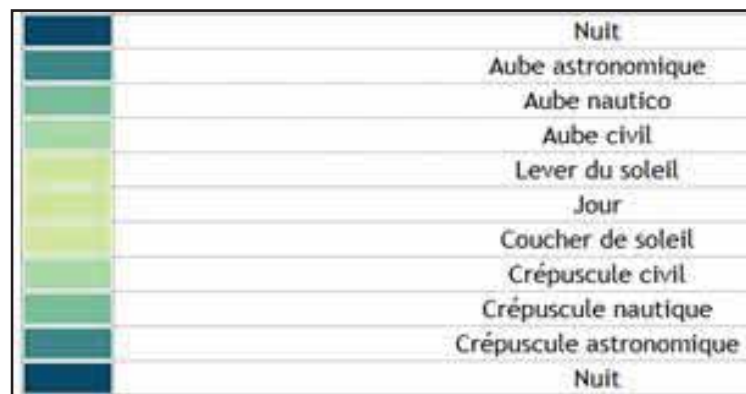 Nuit
Aube astronomique
Aube nautico
Aube civil
Lever du soleil
Jour
Coucher de soleil
Crépuscule civil
Crépuscule nautique
Crépuscule astronomique
Nuit